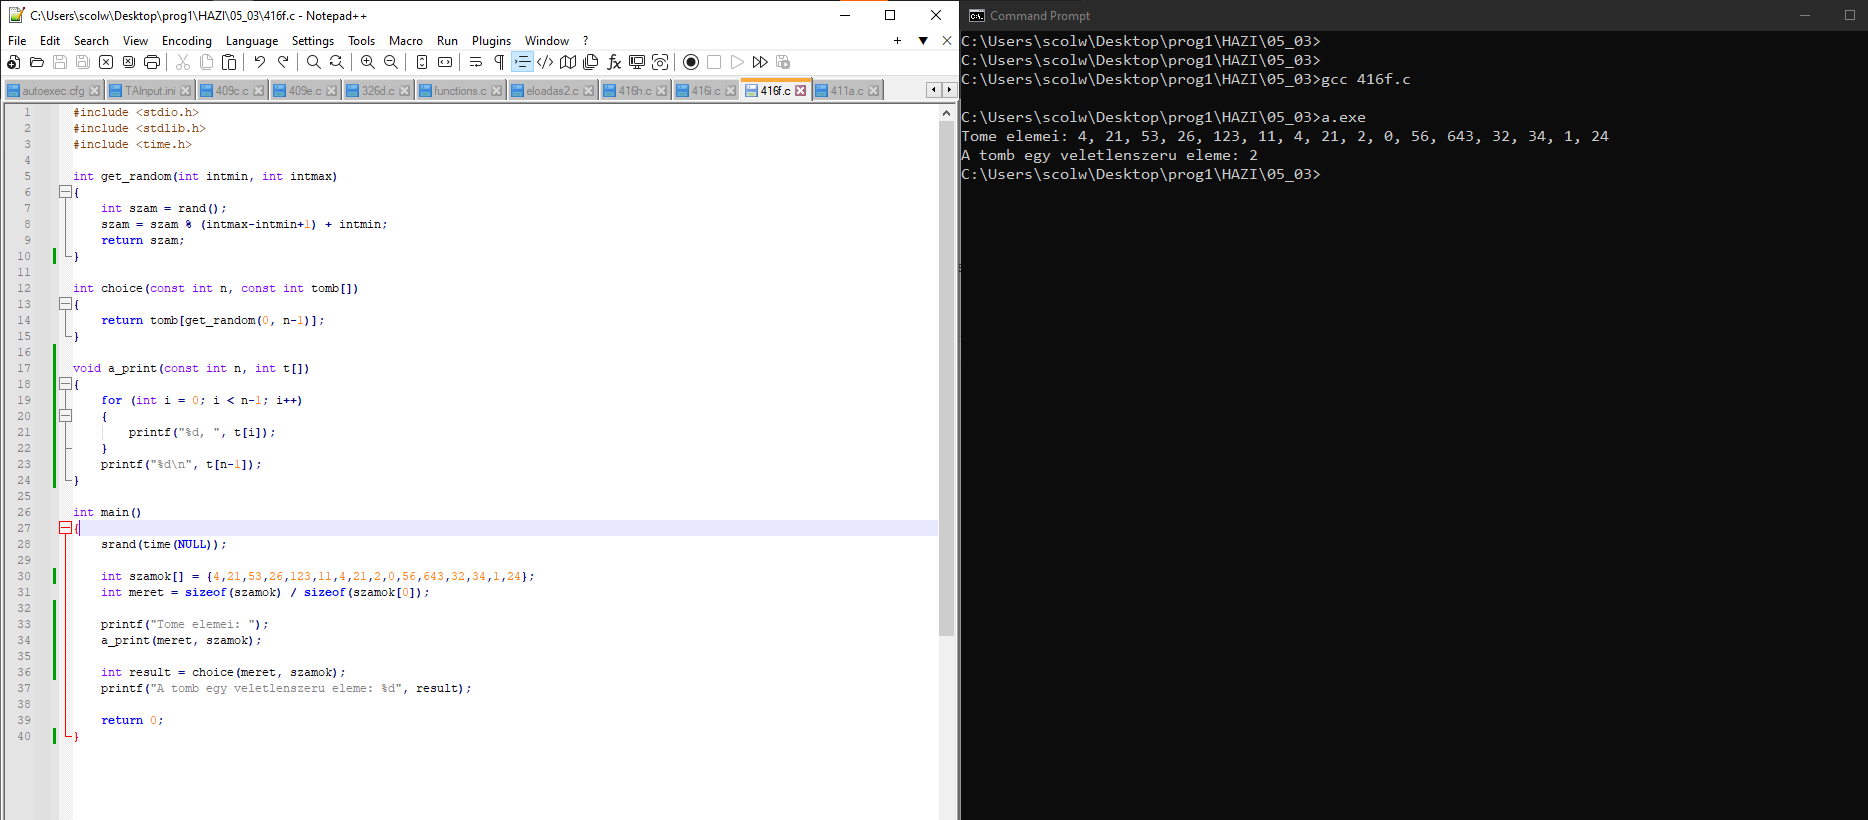 C:\Users\scolw\Desktop\prog1\HAZI\05_03\416f.c - Notepad++
File Edit Search View Encoding Language Settings Tools Macro Run Plugins Window ?
autoexec.cfg TAInput.ini 409c.c 409e.c 326d.c functions.c eloadas2.c 416h.c 416i.c 416f.c 411a.c
1 #include <stdio.h>
2 #include <stdlib.h>
3 #include <time.h>
4
5 int get_random(int intmin, int intmax)
6 {
7 int szam = rand();
8 szam = szam % (intmax-intmin+1) + intmin;
9 return szam;
10 }
11
12 int choice(const int n, const int tomb[])
13 {
14 return tomb[get_random(0, n-1)];
15 }
16
17 void a_print(const int n, int t[])
18 {
19 for (int i = 0; i < n-1; i++)
20 {
21 printf("%d, ", t[i]);
22 }
23 printf("%d\n", t[n-1]);
24 }
25
26 int main()
27 {
28 srand(time(NULL));
29
30 int szamok[] = {4,21,53,26,123,11,4,21,2,0,56,643,32,34,1,24};
31 int meret = sizeof(szamok) / sizeof(szamok[0]);
32
33 printf("Tome elemei: ");
34 a_print(meret, szamok);
35
36 int result = choice(meret, szamok);
37 printf("A tomb egy veletlenszeru eleme: %d", result);
38
39 return 0;
40 }
Command Prompt
C:\Users\scolw\Desktop\prog1\HAZI\05_03>
C:\Users\scolw\Desktop\prog1\HAZI\05_03>
C:\Users\scolw\Desktop\prog1\HAZI\05_03>gcc 416f.c
C:\Users\scolw\Desktop\prog1\HAZI\05_03>a.exe
Tome elemei: 4, 21, 53, 26, 123, 11, 4, 21, 2, 0, 56, 643, 32, 34, 1, 24
A tomb egy veletlenszeru eleme: 2
C:\Users\scolw\Desktop\prog1\HAZI\05_03>